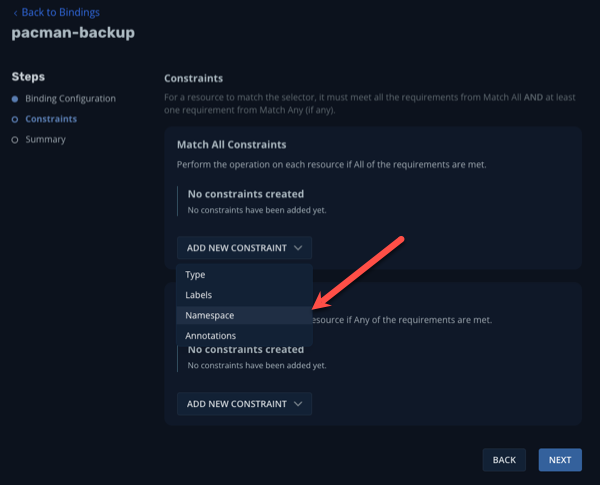 ‹ Back to Bindings
pacman-backup
Steps
Binding Configuration
Constraints
Summary
Constraints
For a resource to match the selector, it must meet all the requirements from Match All AND at least
one requirement from Match Any (if any).
Match All Constraints
Perform the operation on each resource if All of the requirements are met.
No constraints created
No constraints have been added yet.
ADD NEW CONSTRAINT
Type
Labels
Namespace
Annotations
resource if Any of the requirements are met.
No constraints created
No constraints have been added yet.
ADD NEW CONSTRAINT
BACK
NEXT